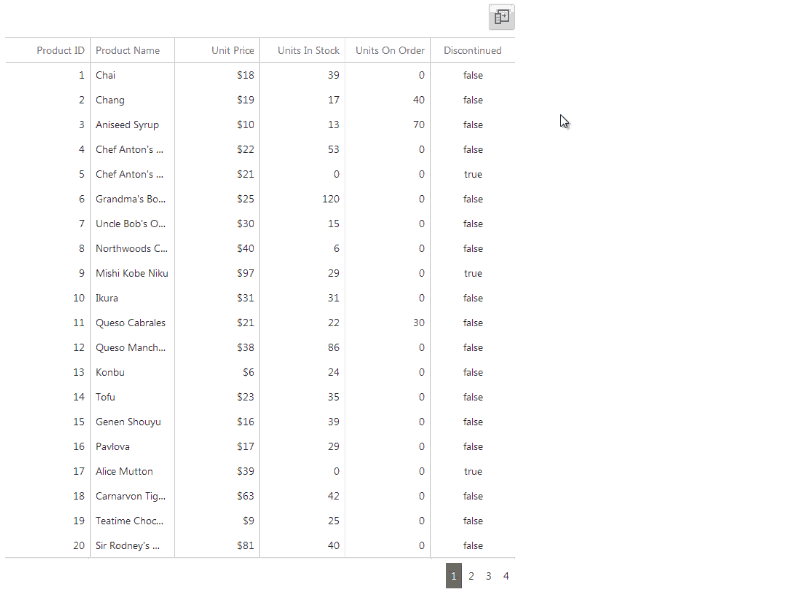 Product ID Product Name Unit Price Units In Stock Units On Order Discontinued
1 Chai $18 39 0 false
2 Chang $19 17 40 false
3 Aniseed Syrup $10 13 70 false
4 Chef Anton's ... $22 53 0 false
5 Chef Anton's ... $21 0 0 true
6 Grandma's Bo... $25 120 0 false
7 Uncle Bob's O... $30 15 0 false
8 Northwoods C... $40 6 0 false
9 Mishi Kobe Niku $97 29 0 true
10 Ikura $31 31 0 false
11 Queso Cabrales $21 22 30 false
12 Queso Manch... $38 86 0 false
13 Konbu $6 24 0 false
14 Tofu $23 35 0 false
15 Genen Shouyu $16 39 0 false
16 Pavlova $17 29 0 false
17 Alice Mutton $39 0 0 true
18 Carnarvon Tig... $63 42 0 false
19 Teatime Choc... $9 25 0 false
20 Sir Rodney's ... $81 40 0 false
1 2 3 4